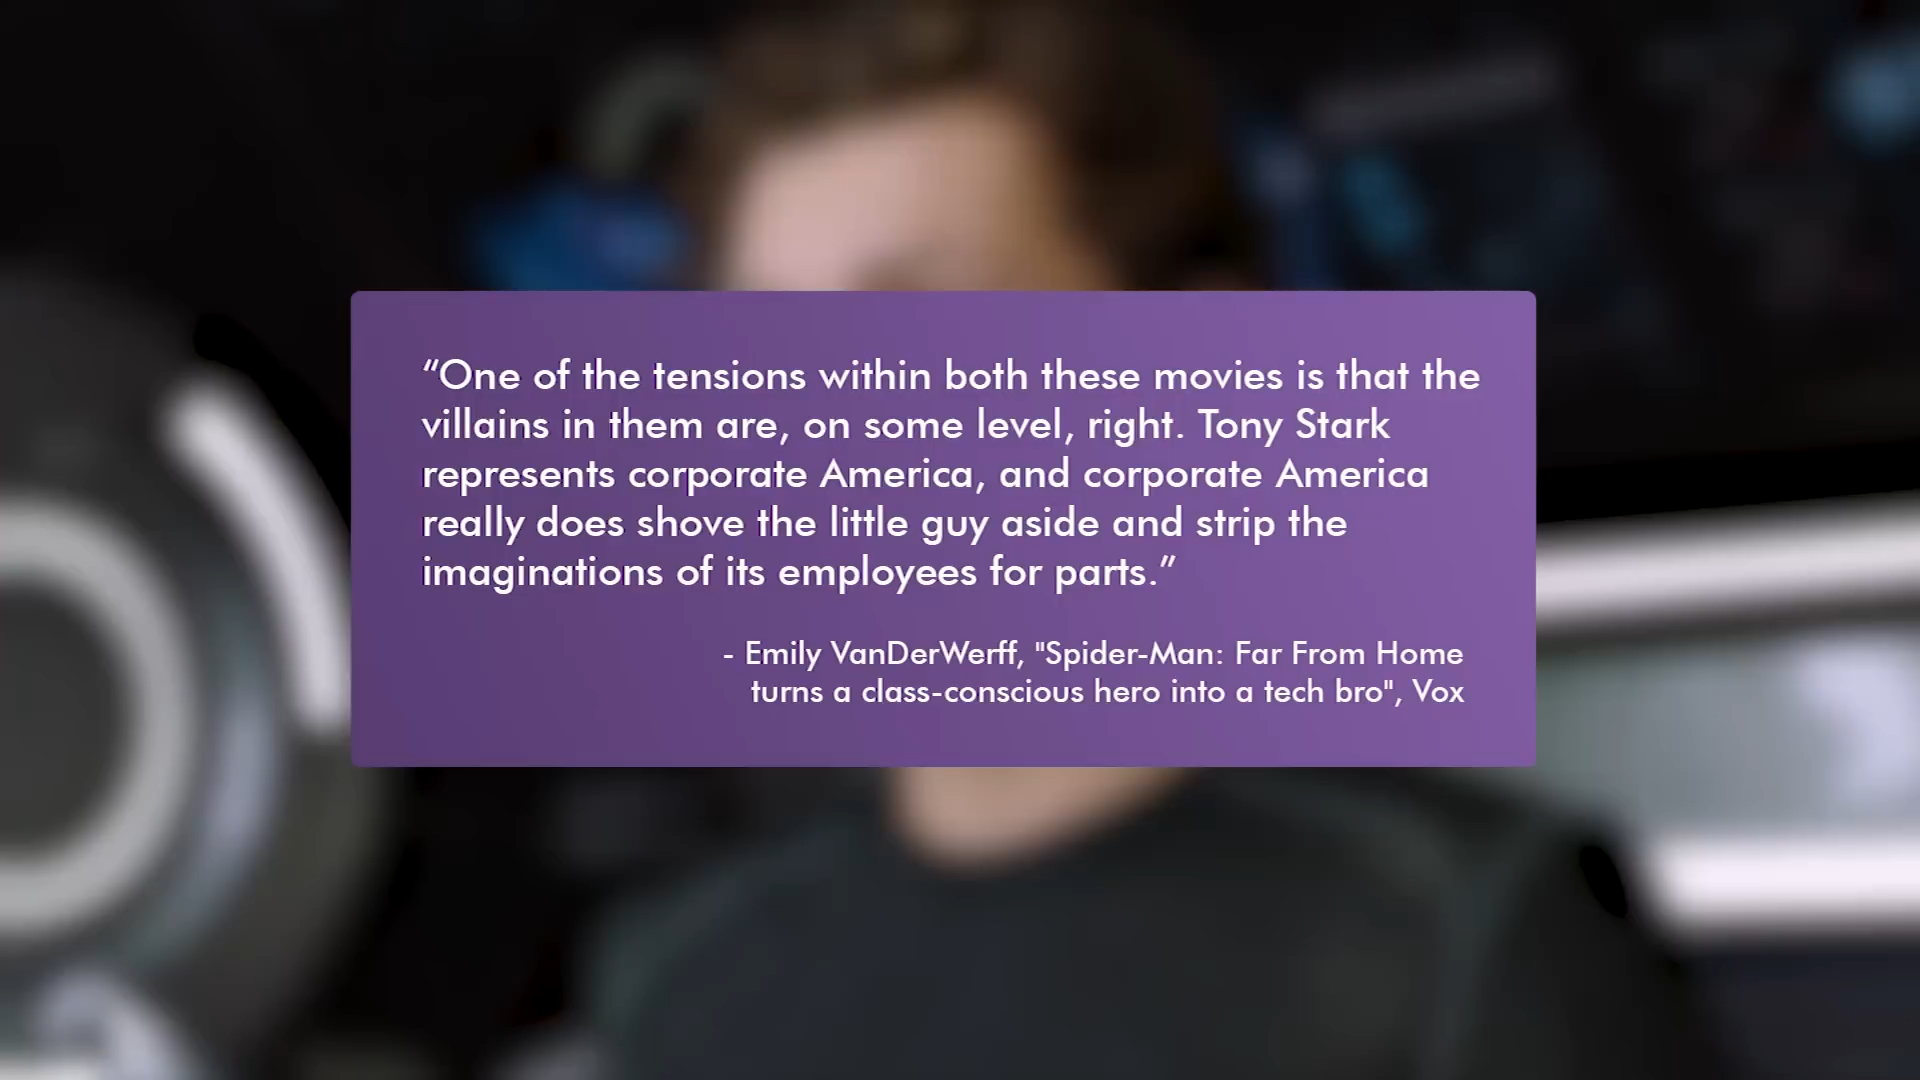 “One of the tensions within both these movies is that the
villains in them are, on some level, right. Tony Stark
represents corporate America, and corporate America
really does shove the little guy aside and strip the
imaginations of its employees for parts.”
- Emily VanDerWerff, "Spider-Man: Far From Home
turns a class-conscious hero into a tech bro", Vox